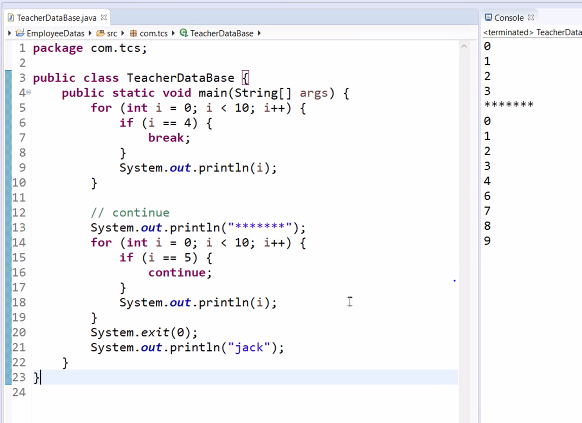 TeacherDataBase.java
EmployeeDatas src com.tcs TeacherDataBase
1 package com.tcs;
2
3 public class TeacherDataBase {
4 public static void main(String[] args) {
5 for (int i = 0; i < 10; i++) {
6 if (i == 4) {
7 break;
8 }
9 System.out.println(i);
10 }
11
12 // continue
13 System.out.println("*******");
14 for (int i = 0; i < 10; i++) {
15 if (i == 5) {
16 continue;
17 }
18 System.out.println(i);
19 }
20 System.exit(0);
21 System.out.println("jack");
22 }
23 }
24
Console
<terminated> TeacherData
0
1
2
3
*******
0
1
2
3
4
6
7
8
9